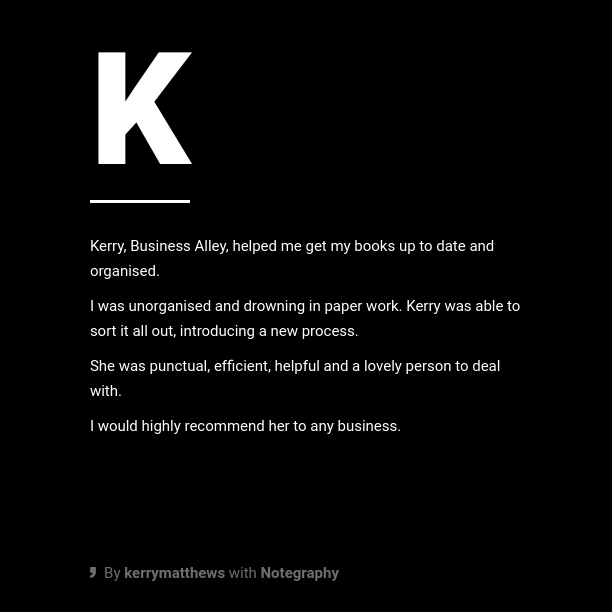 K
Kerry, Business Alley, helped me get my books up to date and
organised.
I was unorganised and drowning in paper work. Kerry was able to
sort it all out, introducing a new process.
She was punctual, efficient, helpful and a lovely person to deal
with.
I would highly recommend her to any business.
❜ By kerrymatthews with Notegraphy